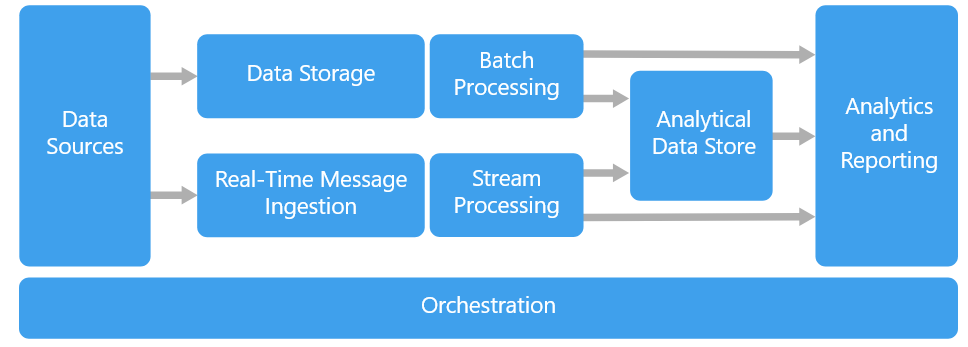 Data
Sources
Data Storage
Batch
Processing
Real-Time Message
Ingestion
Stream
Processing
Analytical
Data Store
Analytics
and
Reporting
Orchestration